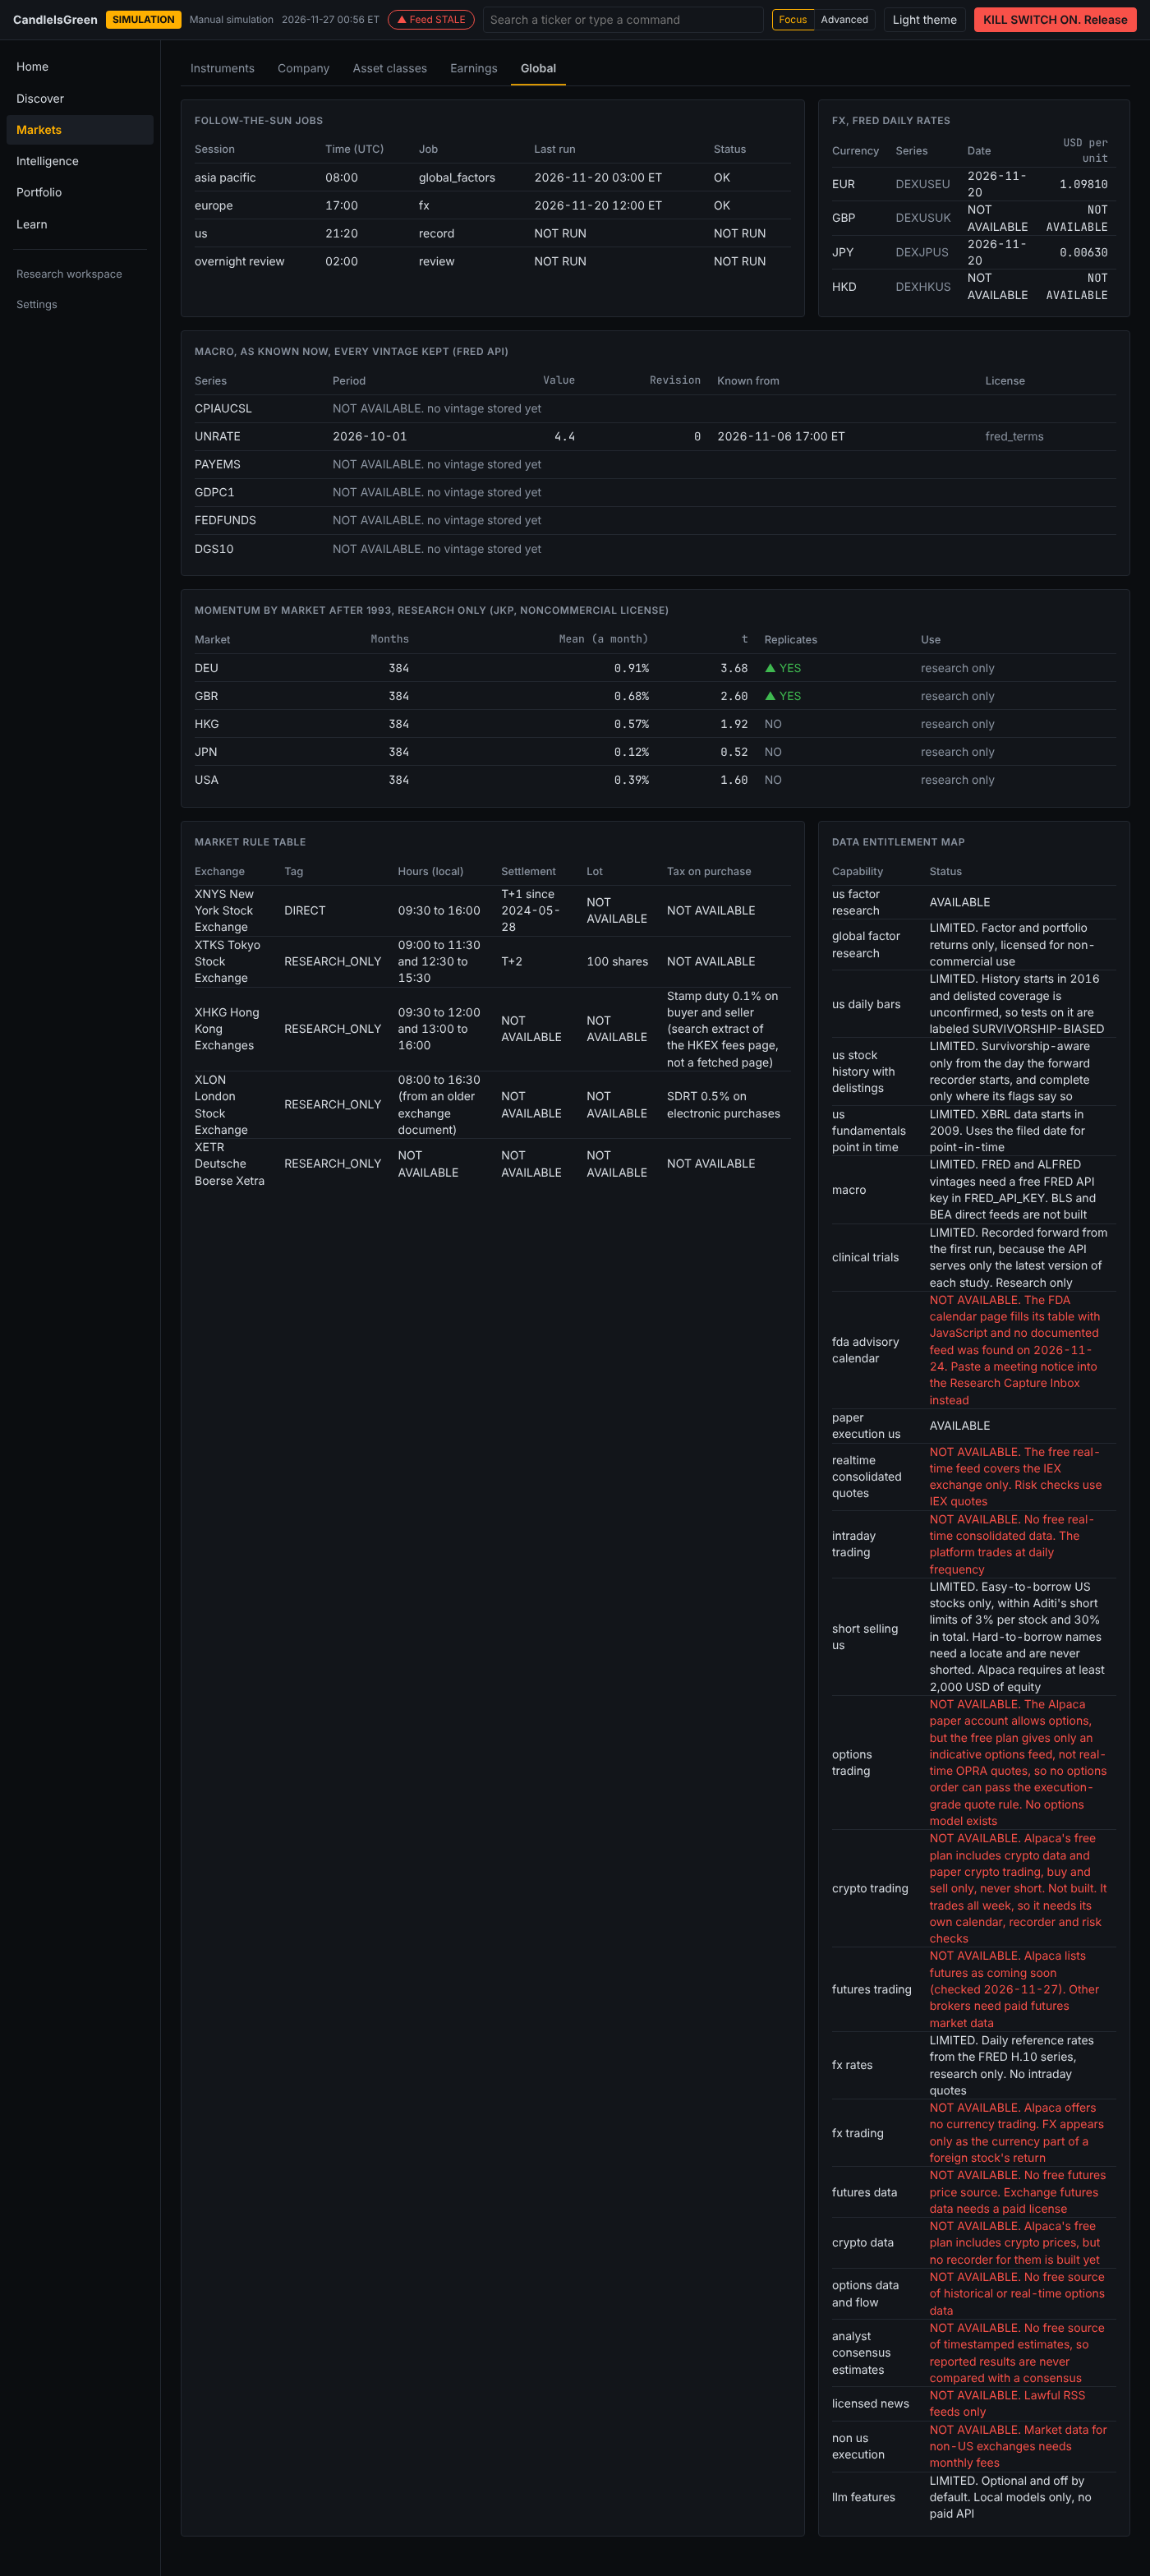 CandleIsGreen SIMULATION Manual simulation 2026-11-27 00:56 ET ▲ Feed STALE Search a ticker or type a command Focus Advanced Light theme KILL SWITCH ON. Release
Home
Discover
Markets
Intelligence
Portfolio
Learn
Research workspace
Settings
Instruments Company Asset classes Earnings Global
FOLLOW-THE-SUN JOBS
Session Time (UTC) Job Last run Status
asia pacific 08:00 global_factors 2026-11-20 03:00 ET OK
europe 17:00 fx 2026-11-20 12:00 ET OK
us 21:20 record NOT RUN NOT RUN
overnight review 02:00 review NOT RUN NOT RUN
FX, FRED DAILY RATES
Currency Series Date USD per
unit
EUR DEXUSEU 2026-11-
20 1.09810
GBP DEXUSUK NOT
AVAILABLE NOT
AVAILABLE
JPY DEXJPUS 2026-11-
20 0.00630
HKD DEXHKUS NOT
AVAILABLE NOT
AVAILABLE
MACRO, AS KNOWN NOW, EVERY VINTAGE KEPT (FRED API)
Series Period Value Revision Known from License
CPIAUCSL NOT AVAILABLE. no vintage stored yet
UNRATE 2026-10-01 4.4 0 2026-11-06 17:00 ET fred_terms
PAYEMS NOT AVAILABLE. no vintage stored yet
GDPC1 NOT AVAILABLE. no vintage stored yet
FEDFUNDS NOT AVAILABLE. no vintage stored yet
DGS10 NOT AVAILABLE. no vintage stored yet
MOMENTUM BY MARKET AFTER 1993, RESEARCH ONLY (JKP, NONCOMMERCIAL LICENSE)
Market Months Mean (a month) t Replicates Use
DEU 384 0.91% 3.68 ▲ YES research only
GBR 384 0.68% 2.60 ▲ YES research only
HKG 384 0.57% 1.92 NO research only
JPN 384 0.12% 0.52 NO research only
USA 384 0.39% 1.60 NO research only
MARKET RULE TABLE
Exchange Tag Hours (local) Settlement Lot Tax on purchase
XNYS New
York Stock
Exchange
DIRECT
09:30 to 16:00
T+1 since
2024-05-
28
NOT
AVAILABLE
NOT AVAILABLE
XTKS Tokyo
Stock
Exchange
RESEARCH_ONLY
09:00 to 11:30
and 12:30 to
15:30
T+2
100 shares
NOT AVAILABLE
XHKG Hong
Kong
Exchanges
RESEARCH_ONLY
09:30 to 12:00
and 13:00 to
16:00
NOT
AVAILABLE
NOT
AVAILABLE
Stamp duty 0.1% on
buyer and seller
(search extract of
the HKEX fees page,
not a fetched page)
XLON
London
Stock
Exchange
RESEARCH_ONLY
08:00 to 16:30
(from an older
exchange
document)
NOT
AVAILABLE
NOT
AVAILABLE
SDRT 0.5% on
electronic purchases
XETR
Deutsche
Boerse Xetra
RESEARCH_ONLY
NOT
AVAILABLE
NOT
AVAILABLE
NOT
AVAILABLE
NOT AVAILABLE
DATA ENTITLEMENT MAP
Capability Status
us factor
research
AVAILABLE
global factor
research
LIMITED. Factor and portfolio
returns only, licensed for non-
commercial use
us daily bars
LIMITED. History starts in 2016
and delisted coverage is
unconfirmed, so tests on it are
labeled SURVIVORSHIP-BIASED
us stock
history with
delistings
LIMITED. Survivorship-aware
only from the day the forward
recorder starts, and complete
only where its flags say so
us
fundamentals
point in time
LIMITED. XBRL data starts in
2009. Uses the filed date for
point-in-time
macro
LIMITED. FRED and ALFRED
vintages need a free FRED API
key in FRED_API_KEY. BLS and
BEA direct feeds are not built
clinical trials
LIMITED. Recorded forward from
the first run, because the API
serves only the latest version of
each study. Research only
fda advisory
calendar
NOT AVAILABLE. The FDA
calendar page fills its table with
JavaScript and no documented
feed was found on 2026-11-
24. Paste a meeting notice into
the Research Capture Inbox
instead
paper
execution us
AVAILABLE
realtime
consolidated
quotes
NOT AVAILABLE. The free real-
time feed covers the IEX
exchange only. Risk checks use
IEX quotes
intraday
trading
NOT AVAILABLE. No free real-
time consolidated data. The
platform trades at daily
frequency
short selling
us
LIMITED. Easy-to-borrow US
stocks only, within Aditi's short
limits of 3% per stock and 30%
in total. Hard-to-borrow names
need a locate and are never
shorted. Alpaca requires at least
2,000 USD of equity
options
trading
NOT AVAILABLE. The Alpaca
paper account allows options,
but the free plan gives only an
indicative options feed, not real-
time OPRA quotes, so no options
order can pass the execution-
grade quote rule. No options
model exists
crypto trading
NOT AVAILABLE. Alpaca's free
plan includes crypto data and
paper crypto trading, buy and
sell only, never short. Not built. It
trades all week, so it needs its
own calendar, recorder and risk
checks
futures trading
NOT AVAILABLE. Alpaca lists
futures as coming soon
(checked 2026-11-27). Other
brokers need paid futures
market data
fx rates
LIMITED. Daily reference rates
from the FRED H.10 series,
research only. No intraday
quotes
fx trading
NOT AVAILABLE. Alpaca offers
no currency trading. FX appears
only as the currency part of a
foreign stock's return
futures data
NOT AVAILABLE. No free futures
price source. Exchange futures
data needs a paid license
crypto data
NOT AVAILABLE. Alpaca's free
plan includes crypto prices, but
no recorder for them is built yet
options data
and flow
NOT AVAILABLE. No free source
of historical or real-time options
data
analyst
consensus
estimates
NOT AVAILABLE. No free source
of timestamped estimates, so
reported results are never
compared with a consensus
licensed news
NOT AVAILABLE. Lawful RSS
feeds only
non us
execution
NOT AVAILABLE. Market data for
non-US exchanges needs
monthly fees
llm features
LIMITED. Optional and off by
default. Local models only, no
paid API